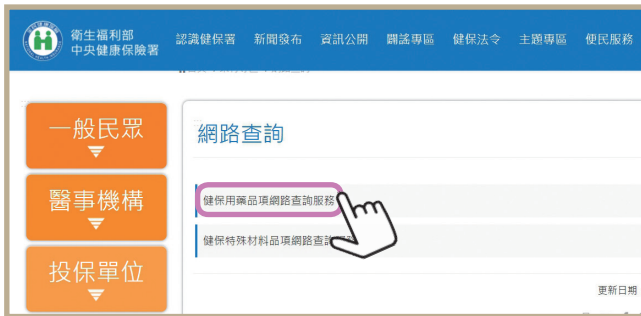 衛生福利部
中央健康保險署
認識健保署 新聞發布 資訊公開 闢謠專區 健保法令 主題專區 便民服務
一般民眾
醫事機構
投保單位
網路查詢
健保用藥品項網路查詢服務
健保特殊材料品項網路查詢
更新日期